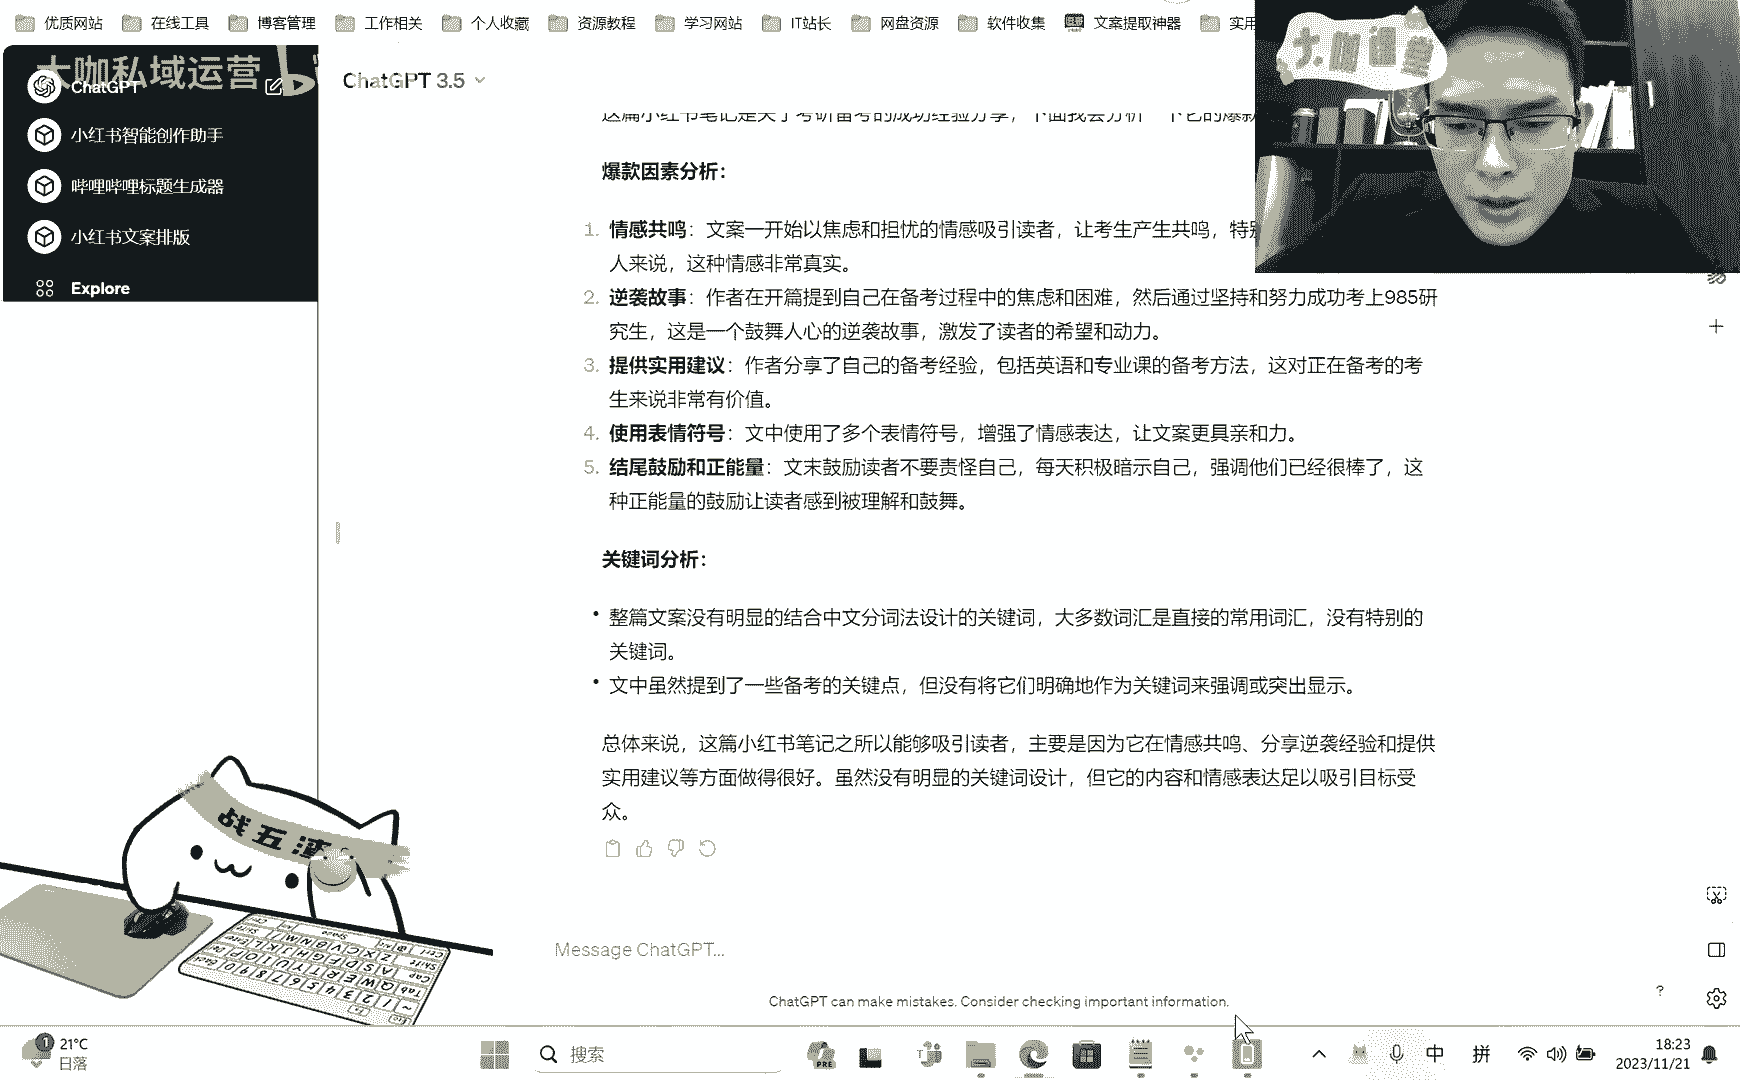 优质网站 在线工具 博客管理 工作相关 个人收藏 资源教程 学习网站 IT站长 网盘资源 软件收集 文案提取神器 实用
大咖私域运营
ChatGPT
小红书智能创作助手
哔哩哔哩标题生成器
小红书文案排版
Explore
ChatGPT 3.5
大咖课堂
这篇小红书笔记是关于考研备考的成功经验分享，下面我会分析一下它的爆款
爆款因素分析：
1. 情感共鸣：文案一开始以焦虑和担忧的情感吸引读者，让考生产生共鸣，特别
人来说，这种情感非常真实。
2. 逆袭故事：作者在开篇提到自己在备考过程中的焦虑和困难，然后通过坚持和努力成功考上985研
究生，这是一个鼓舞人心的逆袭故事，激发了读者的希望和动力。
3. 提供实用建议：作者分享了自己的备考经验，包括英语和专业课的备考方法，这对正在备考的考
生来说非常有价值。
4. 使用表情符号：文中使用了多个表情符号，增强了情感表达，让文案更具亲和力。
5. 结尾鼓励和正能量：文末鼓励读者不要责怪自己，每天积极暗示自己，强调他们已经很棒了，这
种正能量的鼓励让读者感到被理解和鼓舞。
关键词分析：
• 整篇文案没有明显的结合中文分词法设计的关键词，大多数词汇是直接的常用词汇，没有特别的
关键词。
• 文中虽然提到了一些备考的关键点，但没有将它们明确地作为关键词来强调或突出显示。
总体来说，这篇小红书笔记之所以能够吸引读者，主要是因为它在情感共鸣、分享逆袭经验和提供
实用建议等方面做得很好。虽然没有明显的关键词设计，但它的内容和情感表达足以吸引目标受
众。
战五渣
Message ChatGPT...
ChatGPT can make mistakes. Consider checking important information.
?
1
21°C
日落
搜索
PRE
中
拼
18:23
2023/11/21